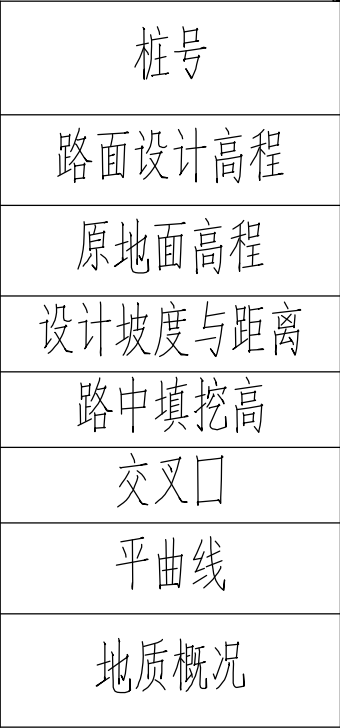 桩号
路面设计高程
原地面高程
设计坡度与距离
路中填挖高
交叉口
平曲线
地质概况